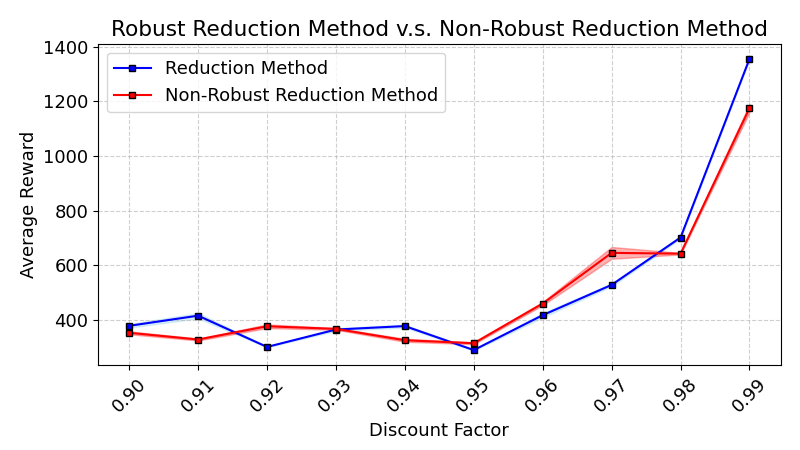 Robust Reduction Method v.s. Non-Robust Reduction Method
Reduction Method
Non-Robust Reduction Method
Average Reward
1400
1200
1000
800
600
400
0.90 0.91 0.92 0.93 0.94 0.95 0.96 0.97 0.98 0.99
Discount Factor